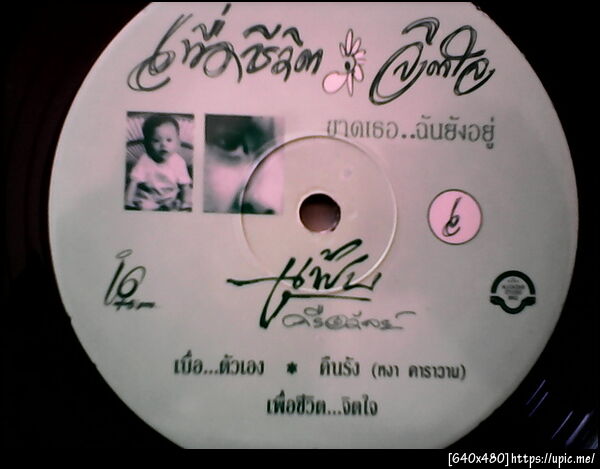 เพื่อชีวิต จิตใจ
ขาดเธอ..ฉันยังอยู่
๒
โดย
เบื่อ...ตัวเอง * คืนรัง (หงา คาราวาน)
เพื่อชีวิต...จิตใจ
[640x480]https://upic.me/